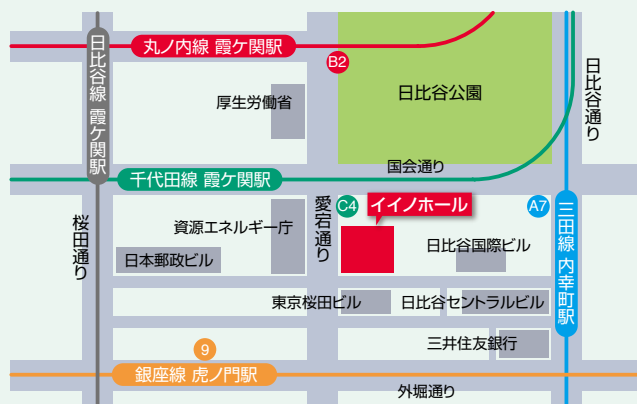 丸ノ内線 霞ケ関駅
B2
日比谷線 霞ケ関駅
厚生労働省
日比谷公園
日比谷通り
国会通り
千代田線 霞ケ関駅
桜田通り
資源エネルギー庁
日本郵政ビル
愛宕通り
C4
イイノホール
A7
日比谷国際ビル
三田線 内幸町駅
東京桜田ビル
日比谷セントラルビル
三井住友銀行
9
銀座線 虎ノ門駅
外堀通り